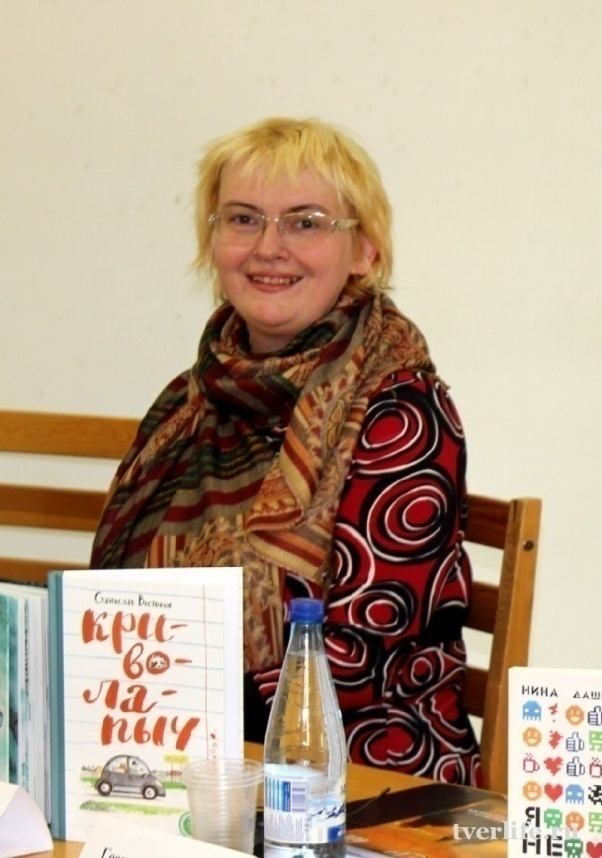 Станислав Востоков
кри-
во-
ла-
пыч
НИНА ДАШ
Я
НЕ
tverlife.ru